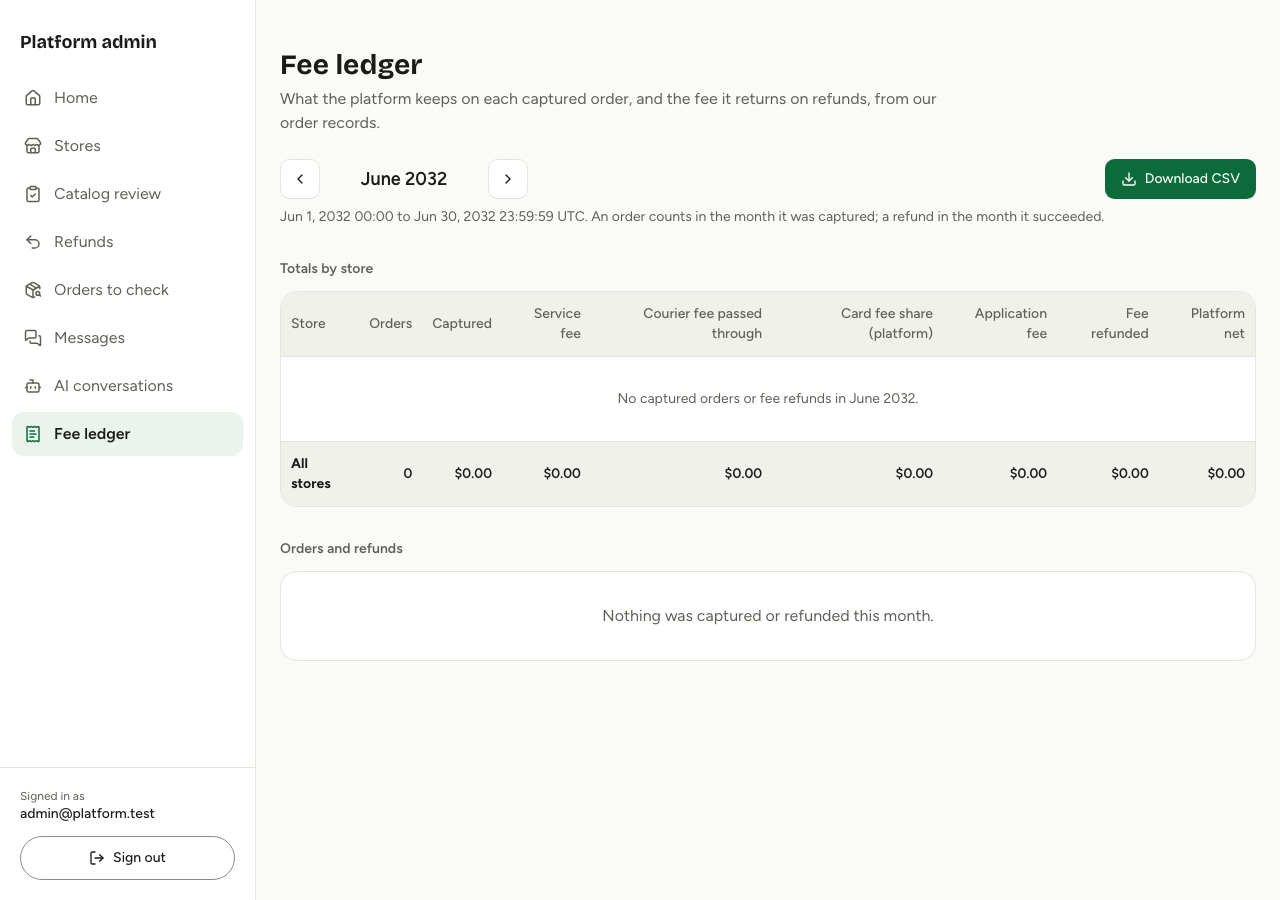 Platform admin
Home
Stores
Catalog review
Refunds
Orders to check
Messages
AI conversations
Fee ledger
Signed in as
admin@platform.test
Sign out
Fee ledger
What the platform keeps on each captured order, and the fee it returns on refunds, from our
order records.
June 2032
Download CSV
Jun 1, 2032 00:00 to Jun 30, 2032 23:59:59 UTC. An order counts in the month it was captured; a refund in the month it succeeded.
Totals by store
Store Orders Captured Service fee Courier fee passed through Card fee share (platform) Application fee Fee refunded Platform net
No captured orders or fee refunds in June 2032.
All stores 0 $0.00 $0.00 $0.00 $0.00 $0.00 $0.00 $0.00
Orders and refunds
Nothing was captured or refunded this month.